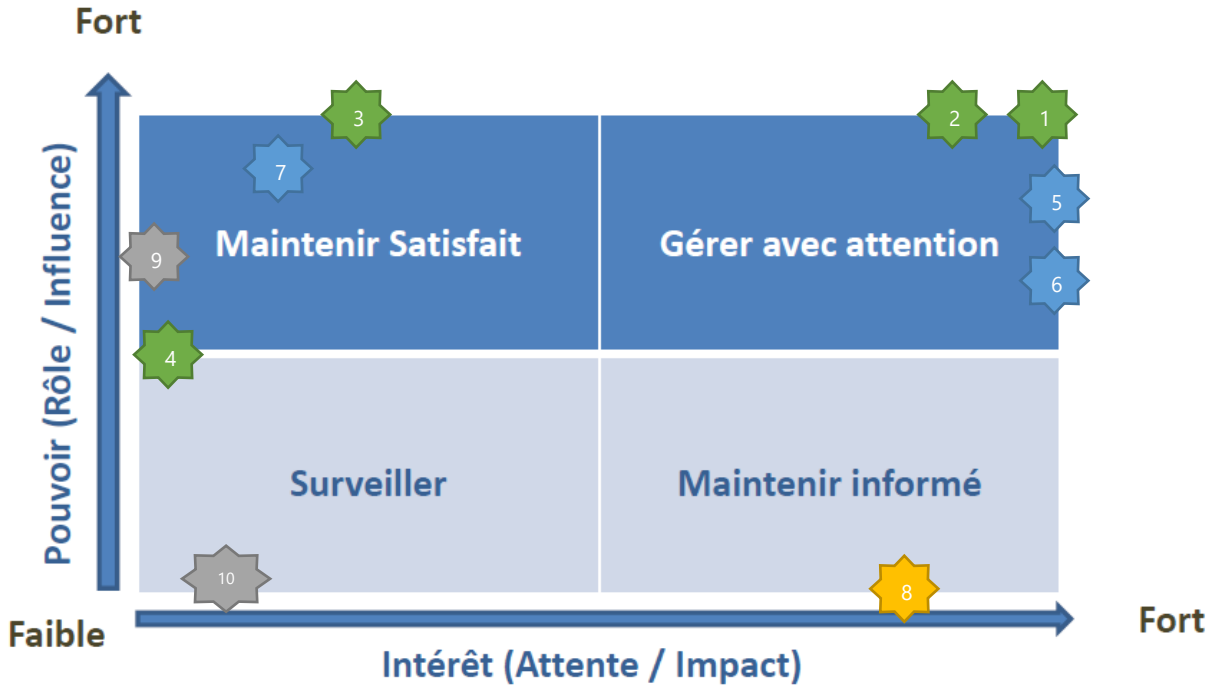 Fort
3
2
1
7
5
Maintenir Satisfait
Gérer avec attention
9
6
4
Pouvoir (Rôle / Influence)
Surveiller
Maintenir informé
10
8
Faible
Fort
Intérêt (Attente / Impact)